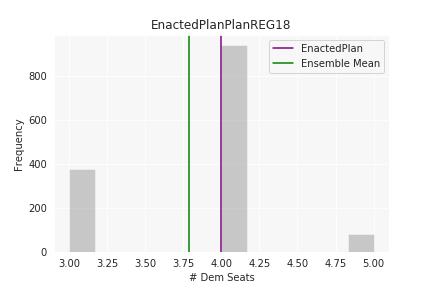 EnactedPlanPlanREG18
EnactedPlan
Ensemble Mean
Frequency
800
600
400
200
0
3.00 3.25 3.50 3.75 4.00 4.25 4.50 4.75 5.00
# Dem Seats